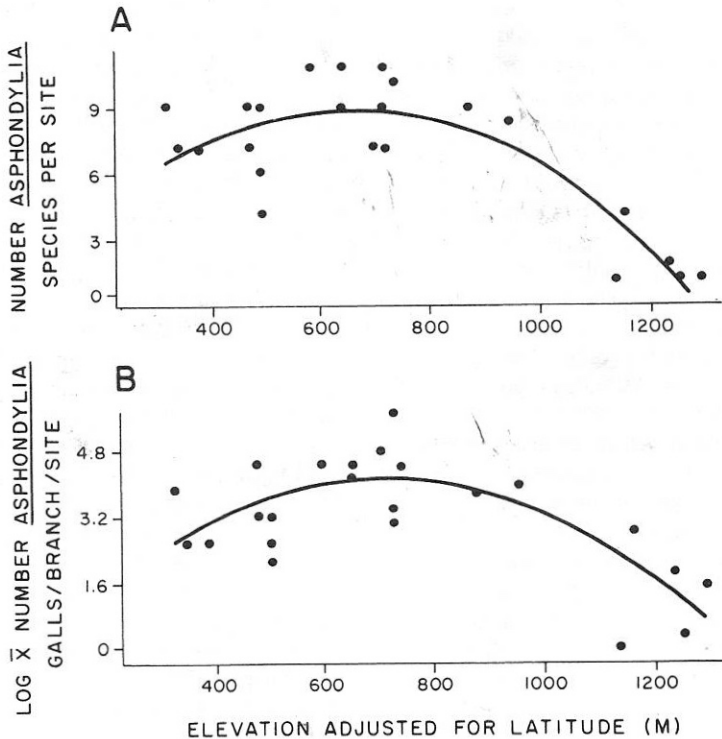 A
NUMBER ASPHONDYLIA
SPECIES PER SITE
9
6
3
0
400 600 800 1000 1200
B
LOG X̄ NUMBER ASPHONDYLIA
GALLS/BRANCH/SITE
4.8
3.2
1.6
0
400 600 800 1000 1200
ELEVATION ADJUSTED FOR LATITUDE (M)